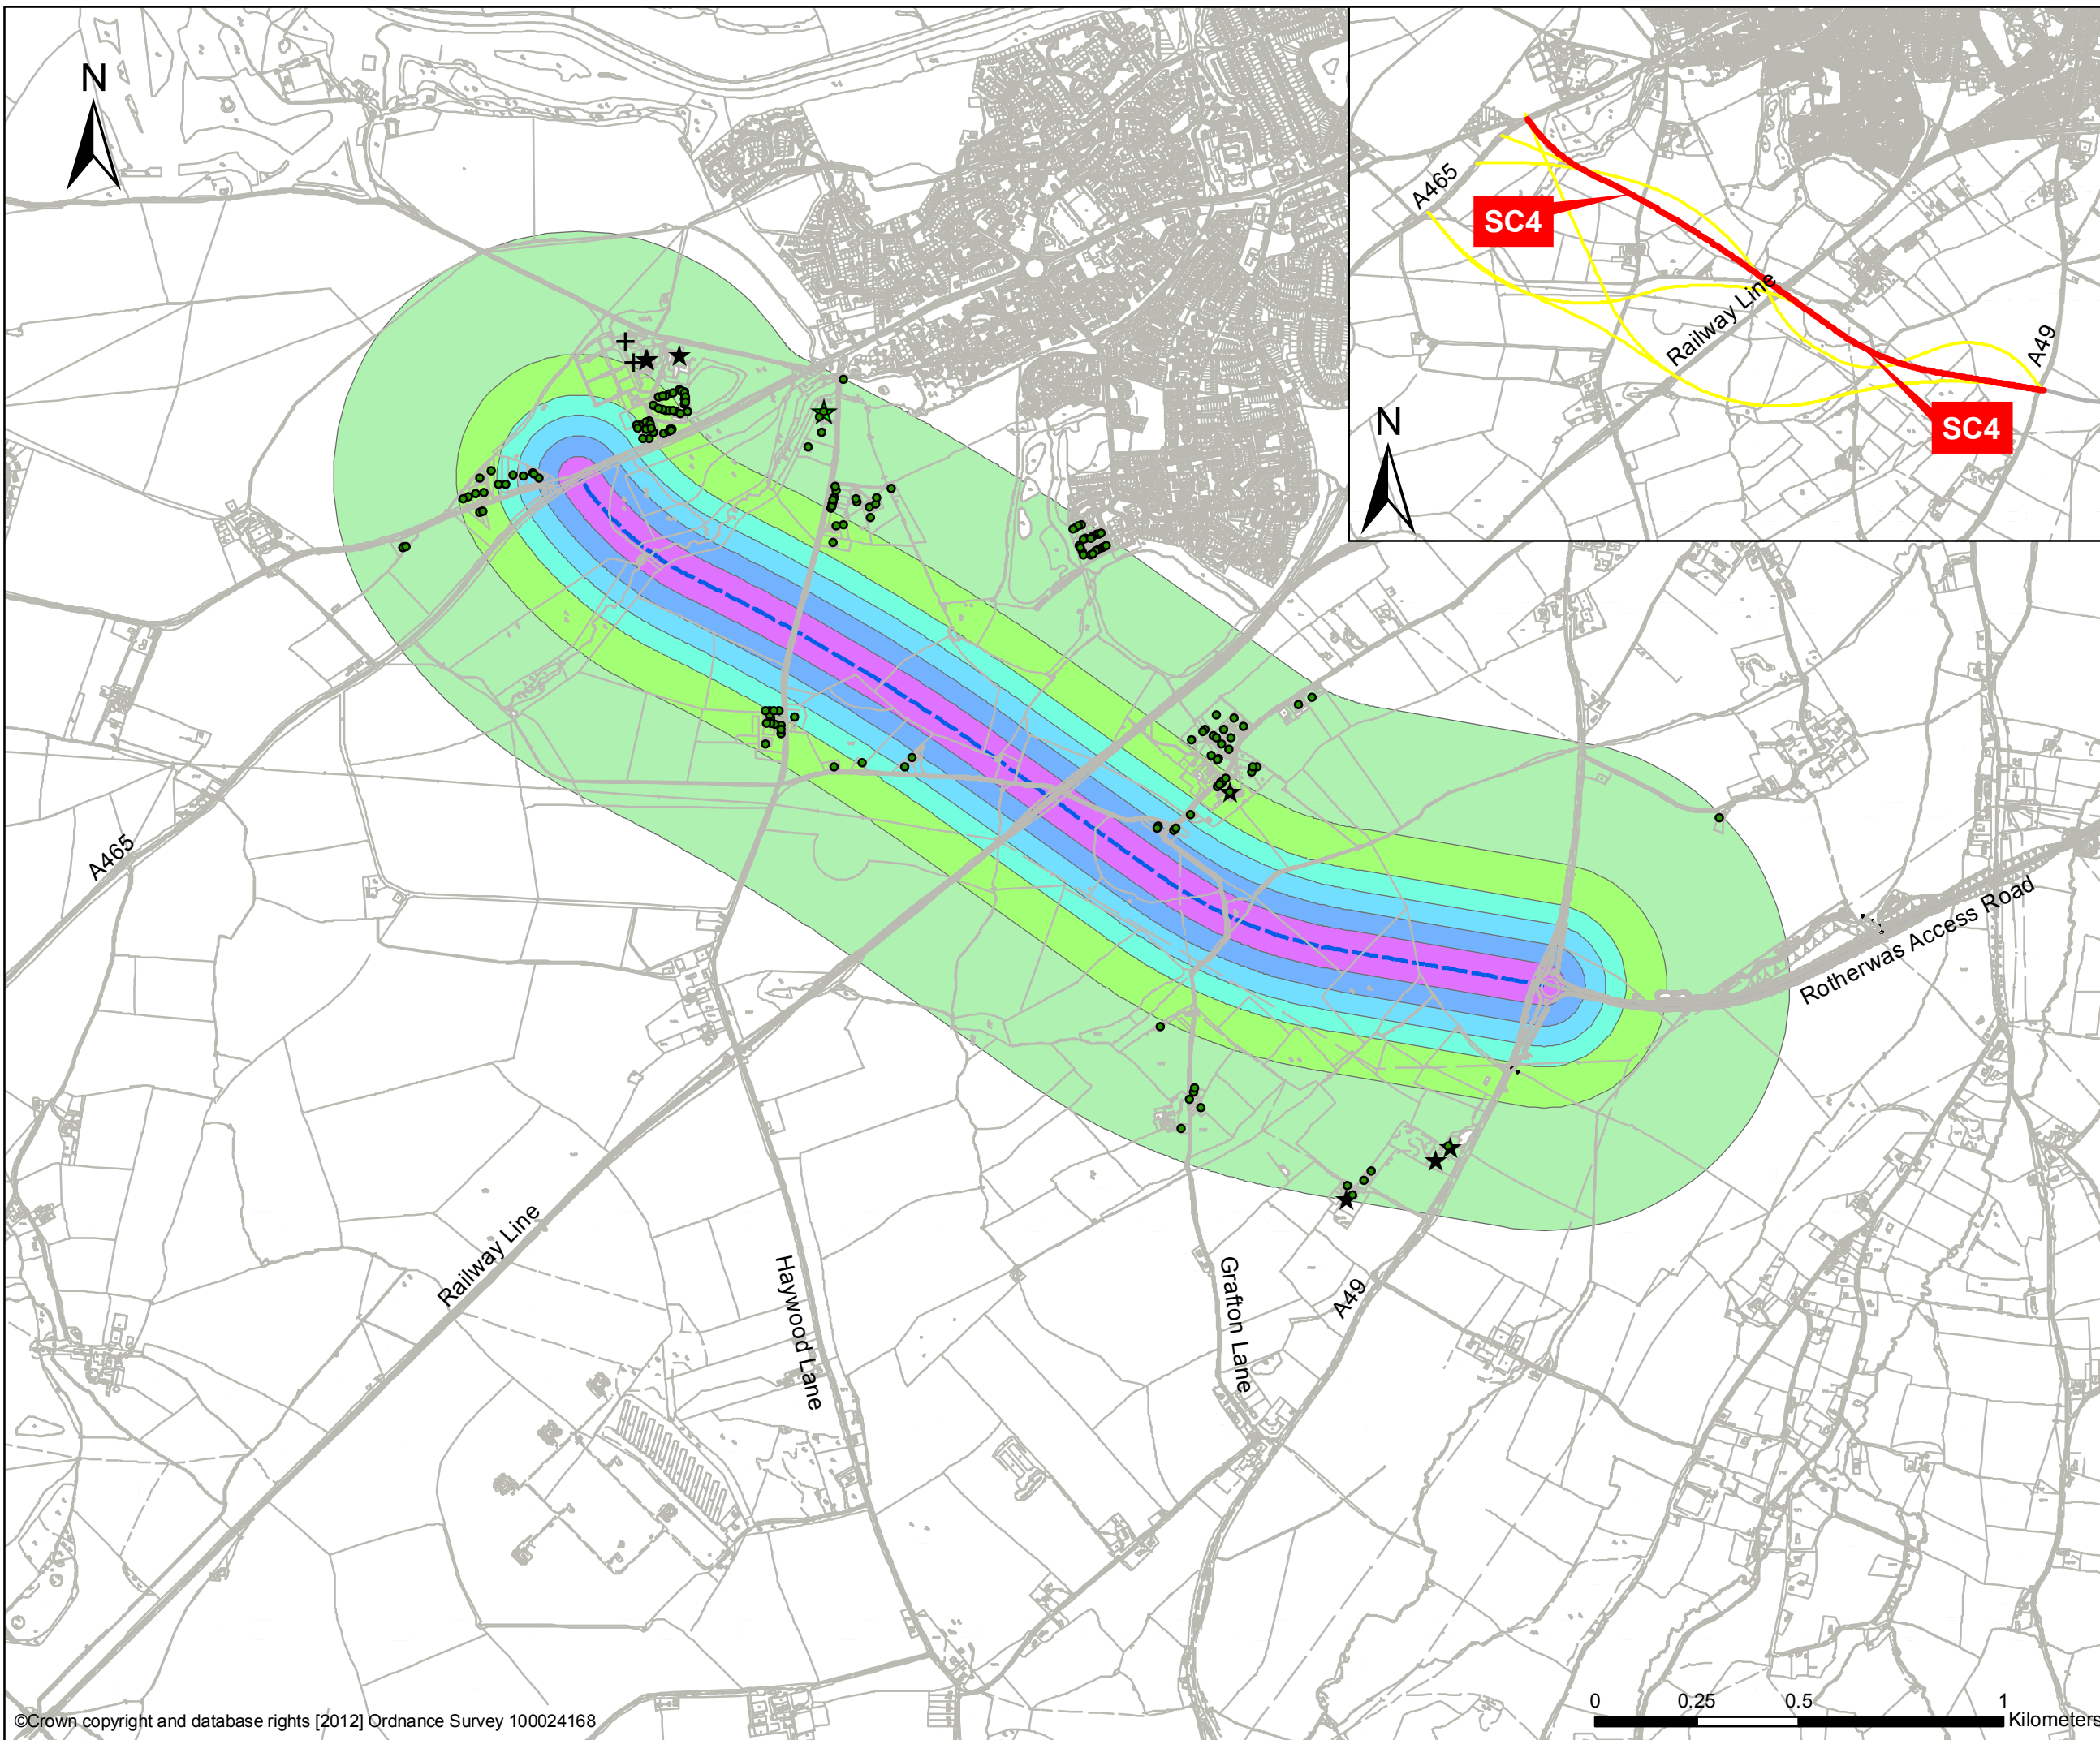 N
A465
SC4
Railway Line
A49
N
SC4
A465
Rotherwas Access Road
Railway Line
Haywood Lane
Grafton Lane
A49
0 0.25 0.5 1
Kilometers
©Crown copyright and database rights [2012] Ordnance Survey 100024168